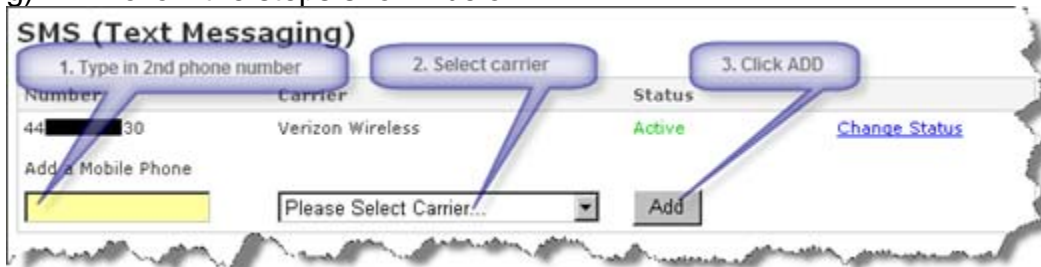 SMS (Text Messaging)
1. Type in 2nd phone number
2. Select carrier
3. Click ADD
Number
Carrier
Status
44 30
Verizon Wireless
Active
Change Status
Add a Mobile Phone
Please Select Carrier...
Add